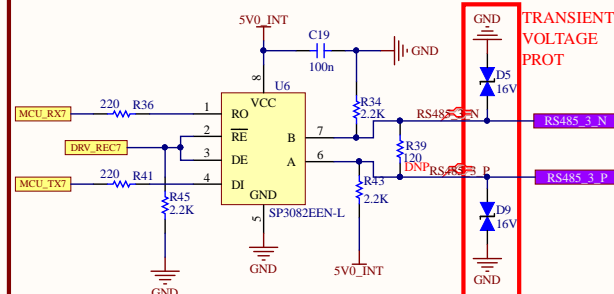 5V0_INT
C19
100n
GND
GND
TRANSIENT
VOLTAGE
PROT
D5
16V
U6
8
VCC
R34
2.2K
MCU_RX7
220
R36
1
RO
RS485_3_N
RS485_3_N
2
RE
B
7
DRV_REC7
3
DE
A
6
R39
120
DNP
RS485_3_P
RS485_3_P
MCU_TX7
220
R41
4
DI
R43
2.2K
R45
2.2K
GND
5
SP3082EEN-L
D9
16V
GND
GND
5V0_INT
GND